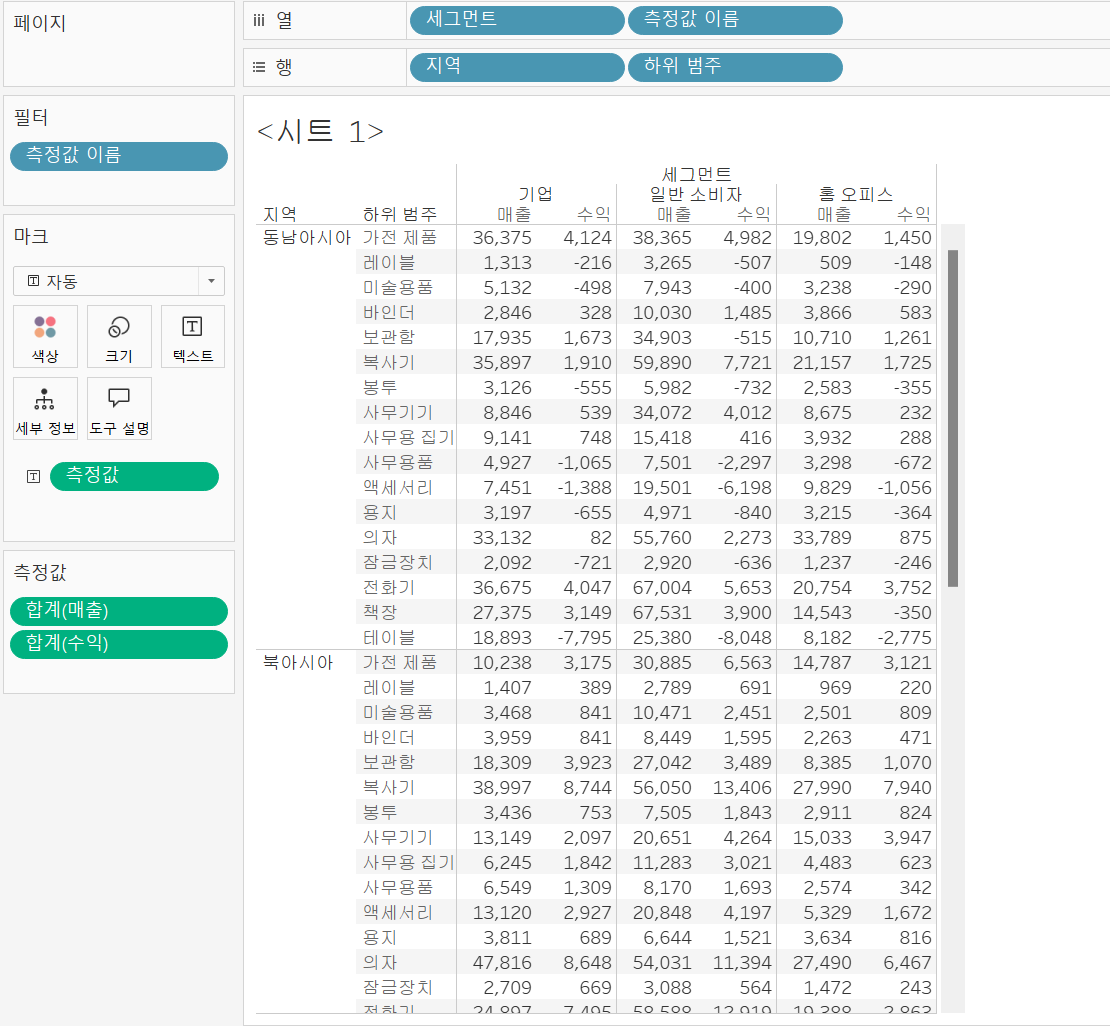 페이지
필터
측정값 이름
마크
자동
색상 크기 텍스트
세부 정보 도구 설명
측정값
측정값
합계(매출)
합계(수익)
열 세그먼트 측정값 이름
행 지역 하위 범주
<시트 1>
세그먼트
기업 일반 소비자 홈 오피스
지역 하위 범주 매출 수익 매출 수익 매출 수익
동남아시아 가전 제품 36,375 4,124 38,365 4,982 19,802 1,450
레이블 1,313 -216 3,265 -507 509 -148
미술용품 5,132 -498 7,943 -400 3,238 -290
바인더 2,846 328 10,030 1,485 3,866 583
보관함 17,935 1,673 34,903 -515 10,710 1,261
복사기 35,897 1,910 59,890 7,721 21,157 1,725
봉투 3,126 -555 5,982 -732 2,583 -355
사무기기 8,846 539 34,072 4,012 8,675 232
사무용 집기 9,141 748 15,418 416 3,932 288
사무용품 4,927 -1,065 7,501 -2,297 3,298 -672
액세서리 7,451 -1,388 19,501 -6,198 9,829 -1,056
용지 3,197 -655 4,971 -840 3,215 -364
의자 33,132 82 55,760 2,273 33,789 875
잠금장치 2,092 -721 2,920 -636 1,237 -246
전화기 36,675 4,047 67,004 5,653 20,754 3,752
책장 27,375 3,149 67,531 3,900 14,543 -350
테이블 18,893 -7,795 25,380 -8,048 8,182 -2,775
북아시아 가전 제품 10,238 3,175 30,885 6,563 14,787 3,121
레이블 1,407 389 2,789 691 969 220
미술용품 3,468 841 10,471 2,451 2,501 809
바인더 3,959 841 8,449 1,595 2,263 471
보관함 18,309 3,923 27,042 3,489 8,385 1,070
복사기 38,997 8,744 56,050 13,406 27,990 7,940
봉투 3,436 753 7,505 1,843 2,911 824
사무기기 13,149 2,097 20,651 4,264 15,033 3,947
사무용 집기 6,245 1,842 11,283 3,021 4,483 623
사무용품 6,549 1,309 8,170 1,693 2,574 342
액세서리 13,120 2,927 20,848 4,197 5,329 1,672
용지 3,811 689 6,644 1,521 3,634 816
의자 47,816 8,648 54,031 11,394 27,490 6,467
잠금장치 2,709 669 3,088 564 1,472 243